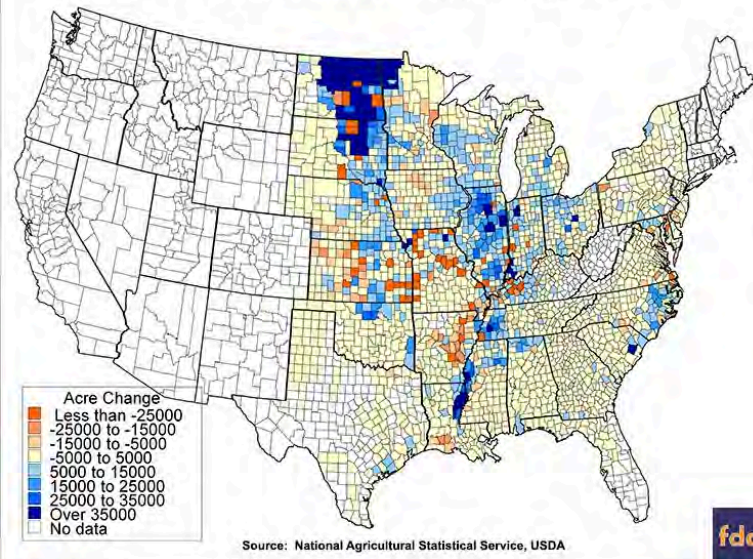 Acre Change
Less than -25000
-25000 to -15000
-15000 to -5000
-5000 to 5000
5000 to 15000
15000 to 25000
25000 to 35000
Over 35000
No data
Source: National Agricultural Statistical Service, USDA